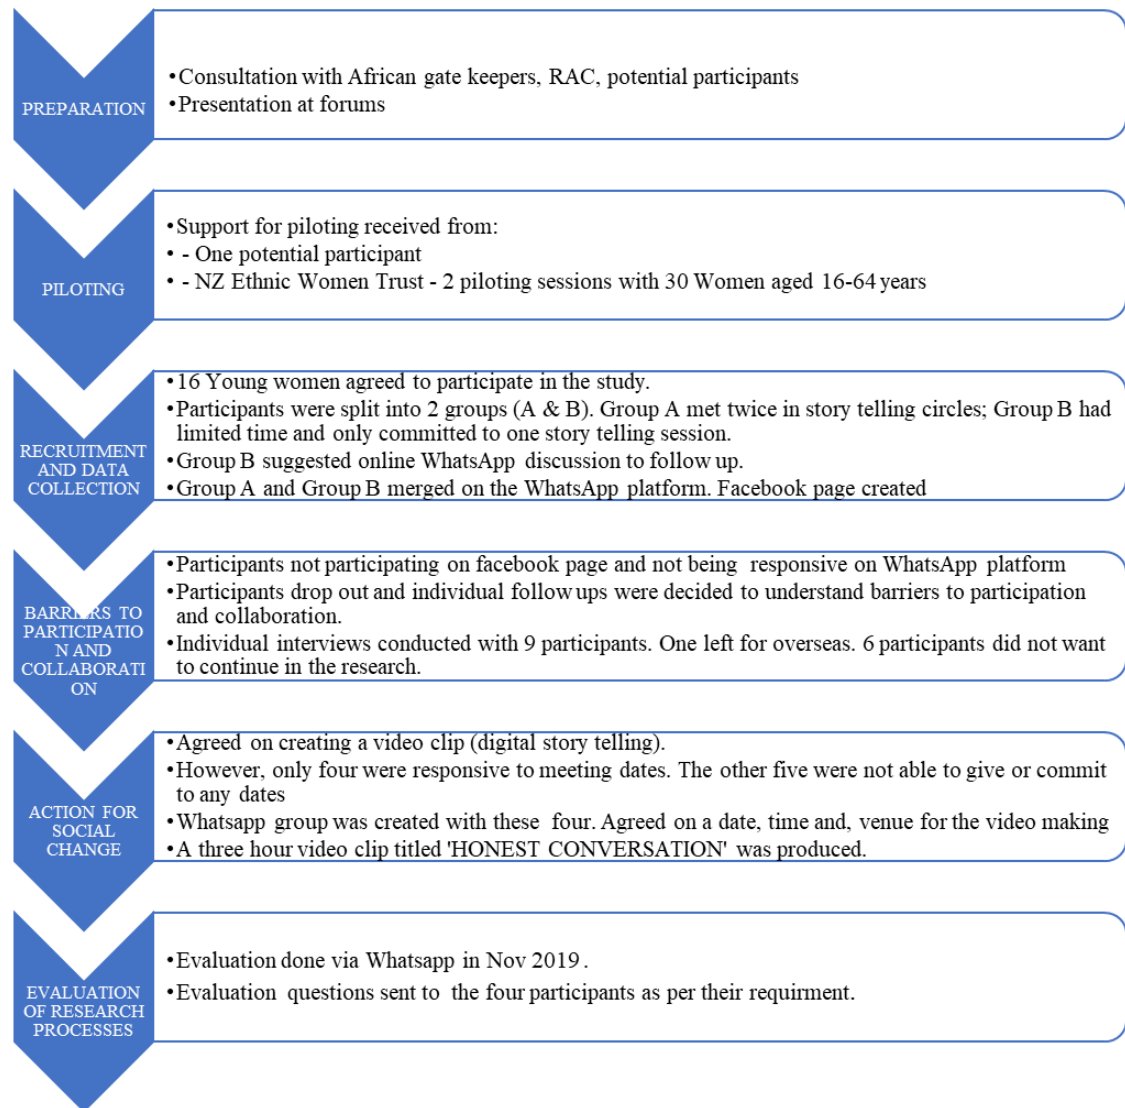 PREPARATION
•Consultation with African gate keepers, RAC, potential participants
•Presentation at forums
PILOTING
•Support for piloting received from:
• - One potential participant
• - NZ Ethnic Women Trust - 2 piloting sessions with 30 Women aged 16-64 years
RECRUITMENT
AND DATA
COLLECTION
•16 Young women agreed to participate in the study.
•Participants were split into 2 groups (A & B). Group A met twice in story telling circles; Group B had
limited time and only committed to one story telling session.
•Group B suggested online WhatsApp discussion to follow up.
•Group A and Group B merged on the WhatsApp platform. Facebook page created
BARRIERS TO
PARTICIPATIO
N AND
COLLABORATI
ON
•Participants not participating on facebook page and not being responsive on WhatsApp platform
•Participants drop out and individual follow ups were decided to understand barriers to participation
and collaboration.
•Individual interviews conducted with 9 participants. One left for overseas. 6 participants did not want
to continue in the research.
ACTION FOR
SOCIAL
CHANGE
•Agreed on creating a video clip (digital story telling).
•However, only four were responsive to meeting dates. The other five were not able to give or commit
to any dates
•Whatsapp group was created with these four. Agreed on a date, time and, venue for the video making
•A three hour video clip titled 'HONEST CONVERSATION' was produced.
EVALUATION
OF RESEARCH
PROCESSES
•Evaluation done via Whatsapp in Nov 2019.
•Evaluation questions sent to the four participants as per their requirment.